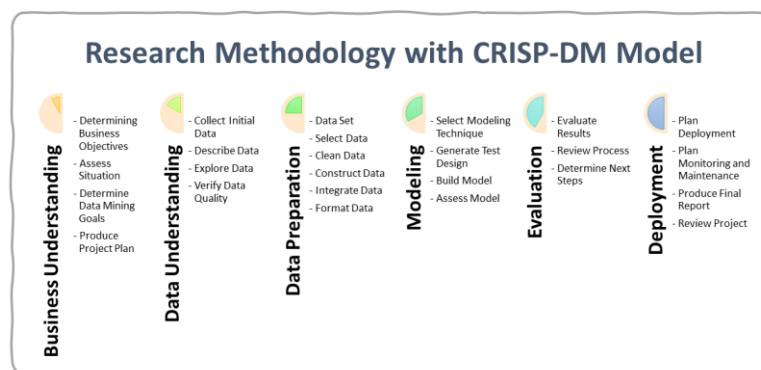 Research Methodology with CRISP-DM Model
Business Understanding
- Determining
Business
Objectives
- Assess
Situation
- Determine
Data Mining
Goals
- Produce
Project Plan
Data Understanding
- Collect Initial
Data
- Describe Data
- Explore Data
- Verify Data
Quality
Data Preparation
- Data Set
- Select Data
- Clean Data
- Construct Data
- Integrate Data
- Format Data
Modeling
- Select Modeling
Technique
- Generate Test
Design
- Build Model
- Assess Model
Evaluation
- Evaluate
Results
- Review Process
- Determine Next
Steps
Deployment
- Plan
Deployment
- Plan
Monitoring and
Maintenance
- Produce Final
Report
- Review Project